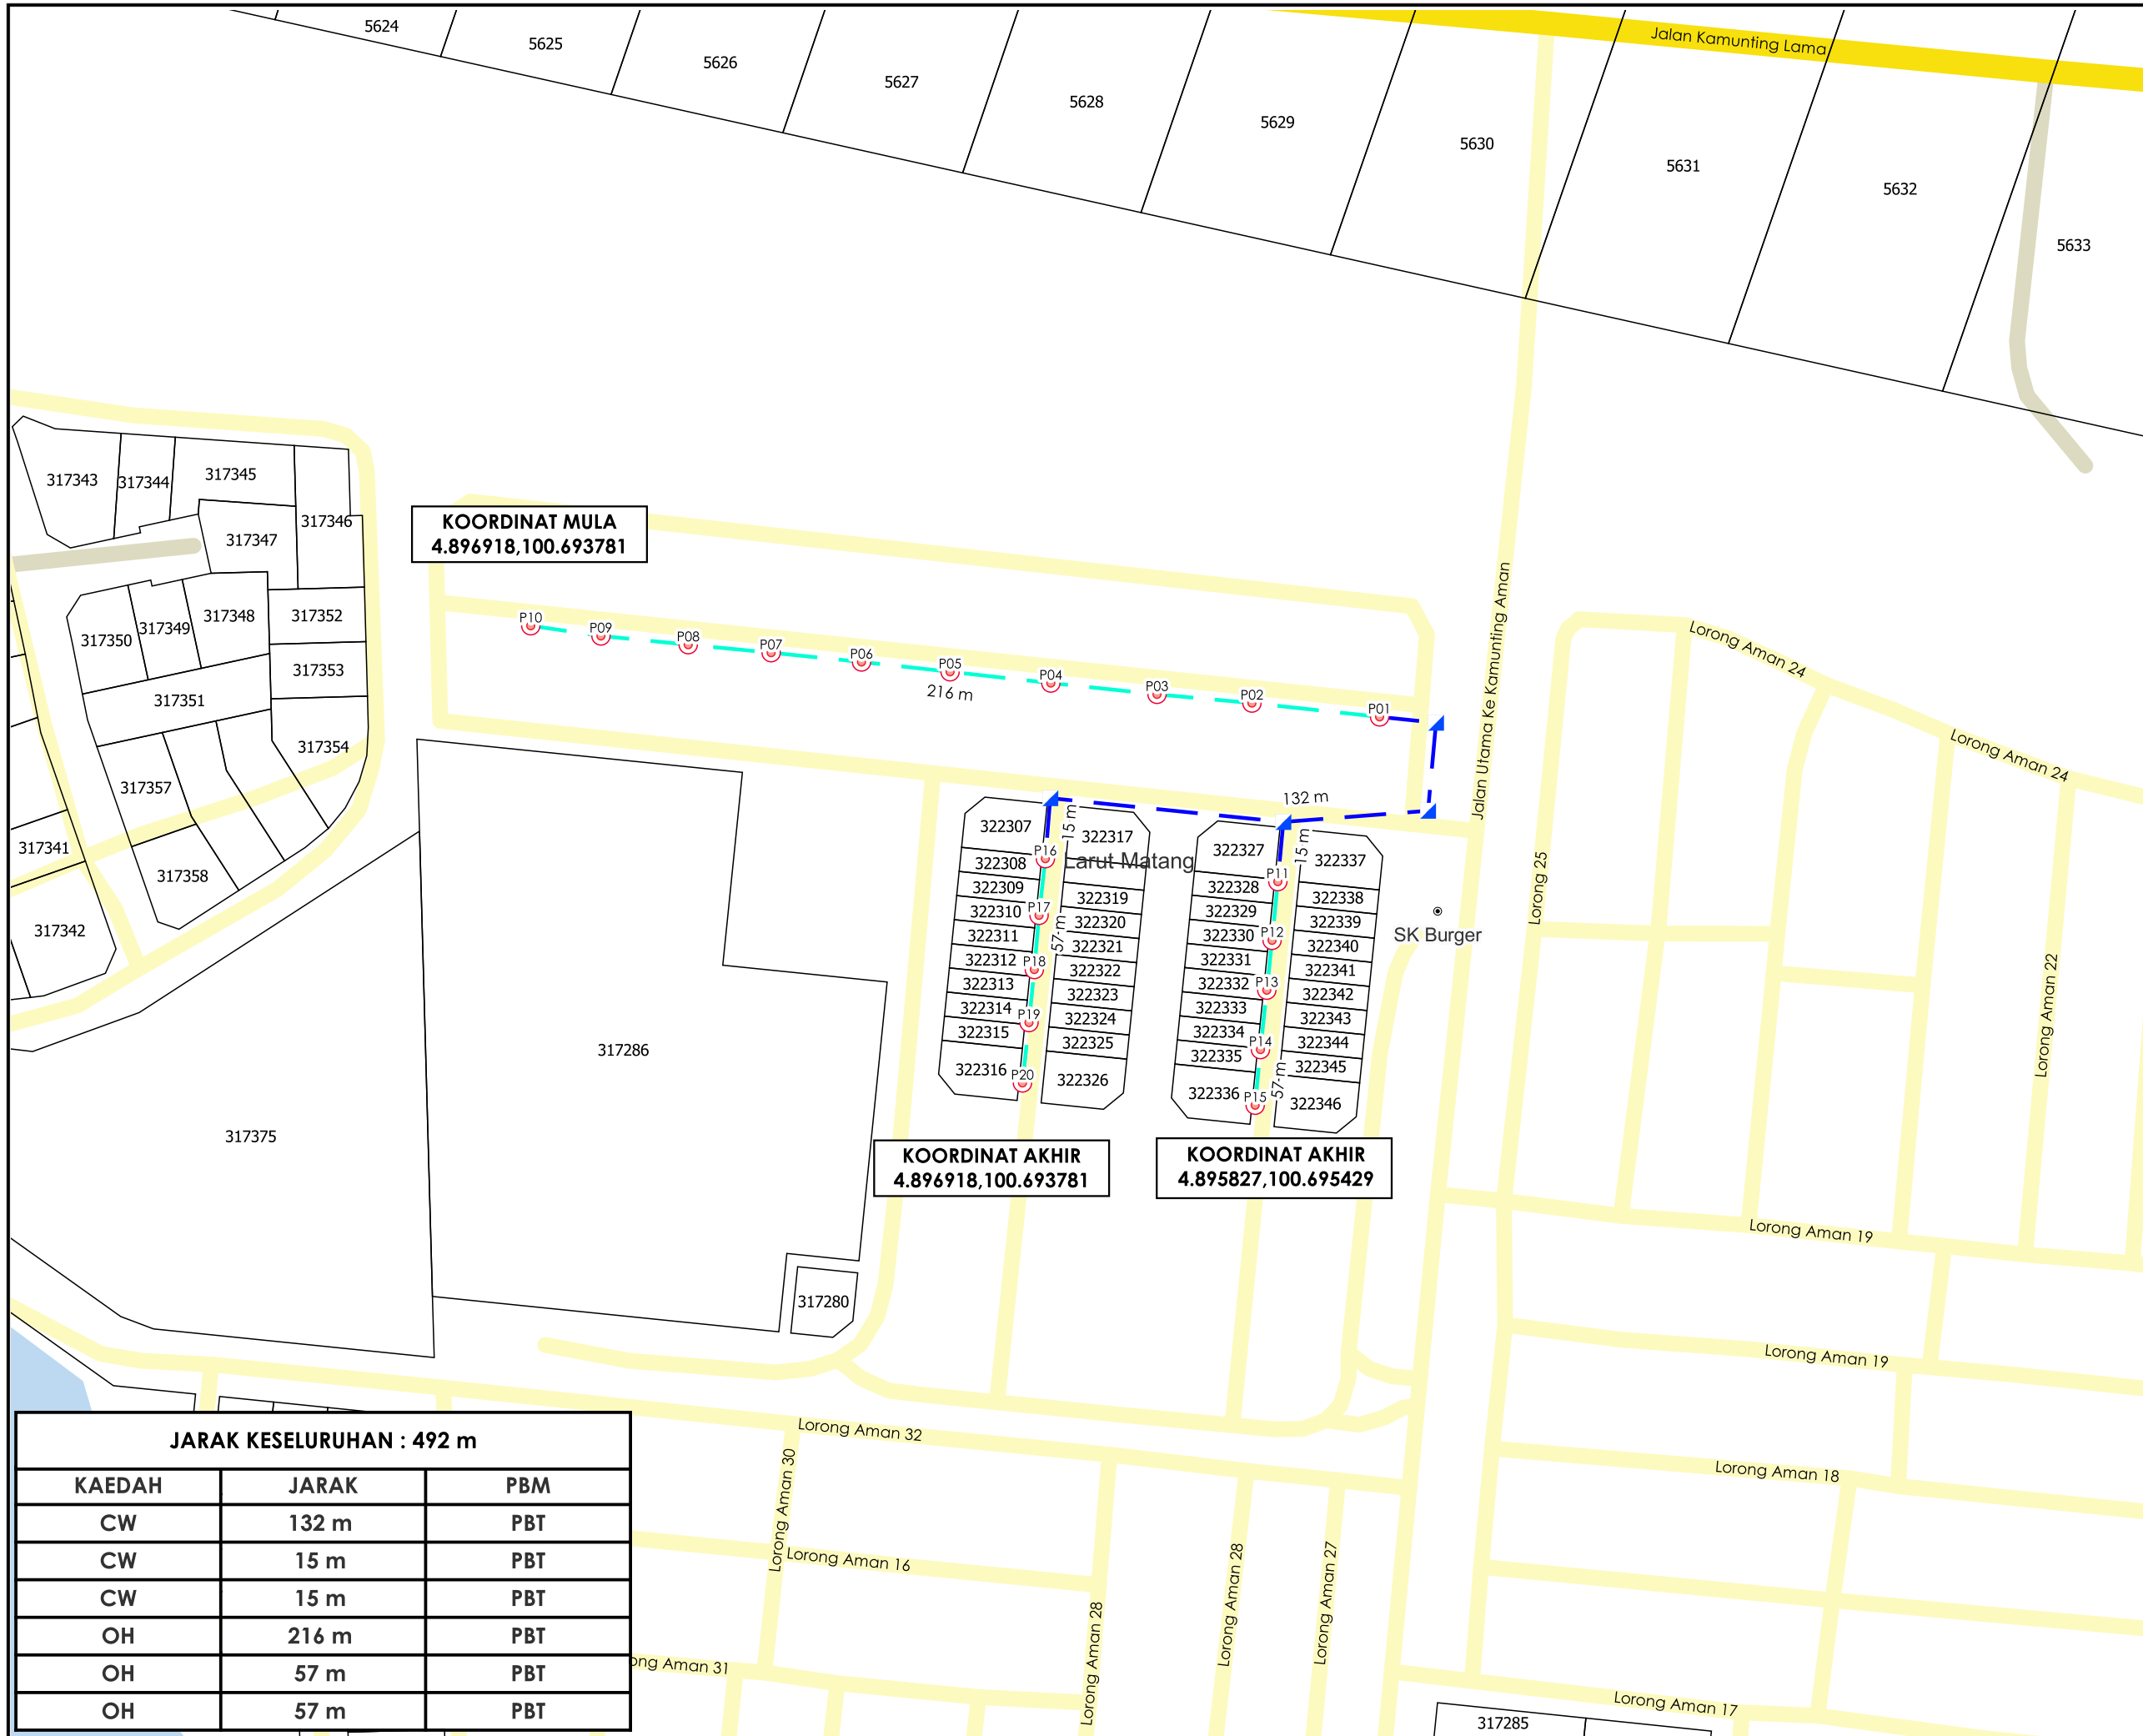 5624
5625
5626
5627
5628
5629
5630
5631
5632
5633
Jalan Kamunting Lama
317343
317344
317345
317346
317347
317348
317349
317350
317351
317352
317353
317354
317357
317358
317341
317342
KOORDINAT MULA
4.896918,100.693781
P10
P09
P08
P07
P06
P05
P04
P03
P02
P01
216 m
132 m
Jalan Utama Ke Kamunting Aman
Lorong Aman 24
Lorong Aman 24
Lorong 25
Lorong Aman 22
322307
322308
322309
322310
322311
322312
322313
322314
322315
322316
15 m
P16
P17
57 m
P18
P19
P20
322317
Larut Matang
322319
322320
322321
322322
322323
322324
322325
322326
322327
322328
322329
322330
322331
322332
322333
322334
322335
322336
15 m
P11
P12
P13
P14
57 m
P15
322337
322338
322339
322340
322341
322342
322343
322344
322345
322346
SK Burger
317286
317375
317280
KOORDINAT AKHIR
4.896918,100.693781
KOORDINAT AKHIR
4.895827,100.695429
Lorong Aman 19
Lorong Aman 19
Lorong Aman 18
Lorong Aman 17
Lorong Aman 32
Lorong Aman 30
Lorong Aman 16
Lorong Aman 28
Lorong Aman 28
Lorong Aman 27
ong Aman 31
317285
JARAK KESELURUHAN : 492 m
KAEDAH JARAK PBM
CW 132 m PBT
CW 15 m PBT
CW 15 m PBT
OH 216 m PBT
OH 57 m PBT
OH 57 m PBT